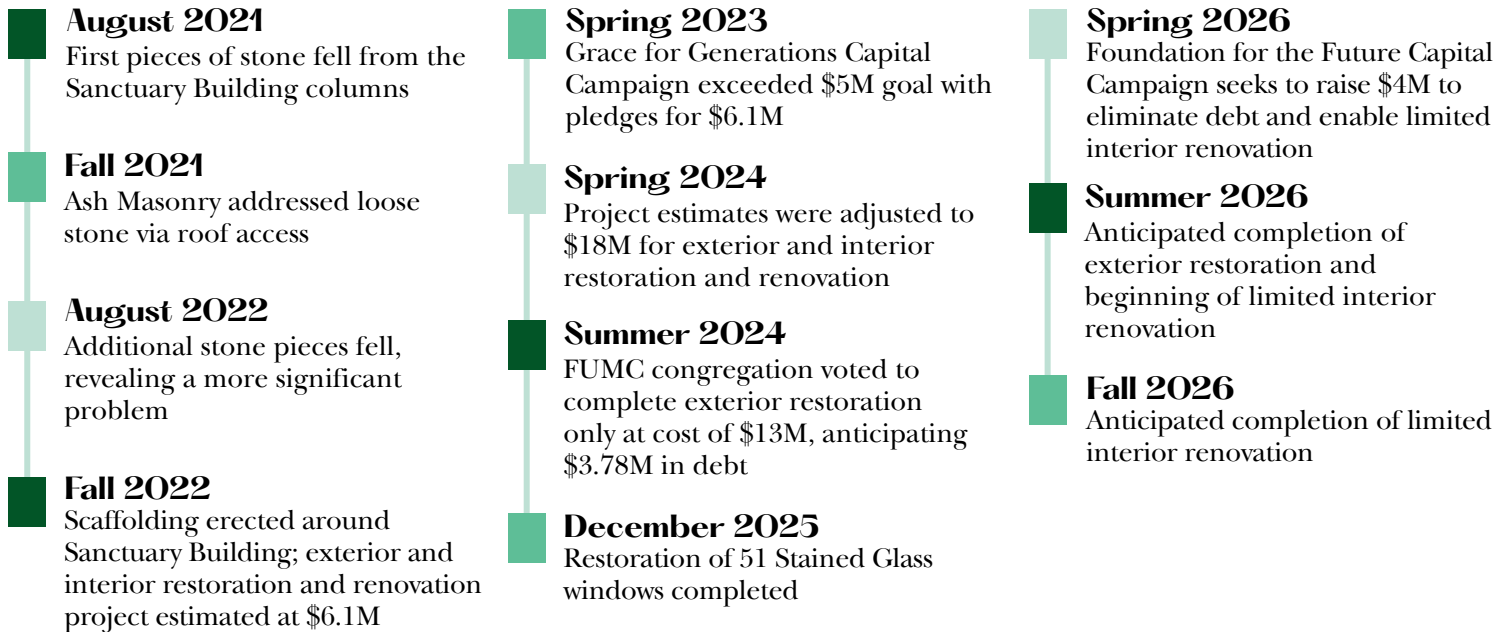 August 2021
First pieces of stone fell from the
Sanctuary Building columns
Fall 2021
Ash Masonry addressed loose
stone via roof access
August 2022
Additional stone pieces fell,
revealing a more significant
problem
Fall 2022
Scaffolding erected around
Sanctuary Building; exterior and
interior restoration and renovation
project estimated at $6.1M
Spring 2023
Grace for Generations Capital
Campaign exceeded $5M goal with
pledges for $6.1M
Spring 2024
Project estimates were adjusted to
$18M for exterior and interior
restoration and renovation
Summer 2024
FUMC congregation voted to
complete exterior restoration
only at cost of $13M, anticipating
$3.78M in debt
December 2025
Restoration of 51 Stained Glass
windows completed
Spring 2026
Foundation for the Future Capital
Campaign seeks to raise $4M to
eliminate debt and enable limited
interior renovation
Summer 2026
Anticipated completion of
exterior restoration and
beginning of limited interior
renovation
Fall 2026
Anticipated completion of limited
interior renovation